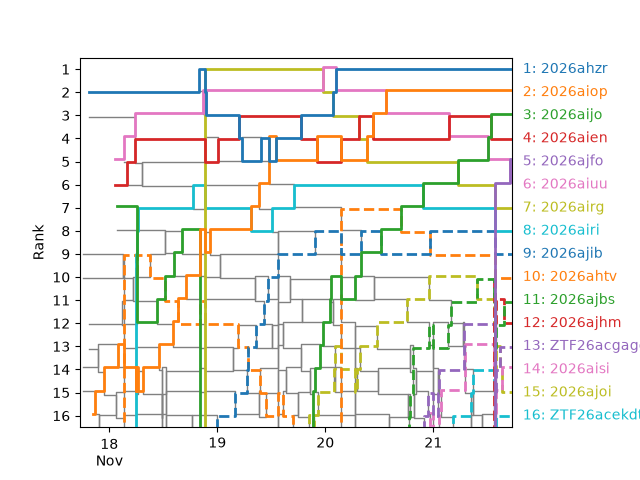 1
2
3
4
5
6
7
8
9
10
11
12
13
14
15
16
Rank
18
19
20
21
Nov
1: 2026ahzr
2: 2026aiop
3: 2026aijo
4: 2026aien
5: 2026ajfo
6: 2026aiuu
7: 2026airg
8: 2026airi
9: 2026ajib
10: 2026ahtv
11: 2026ajbs
12: 2026ajhm
13: ZTF26acgag
14: 2026aisi
15: 2026ajoi
16: ZTF26acekd